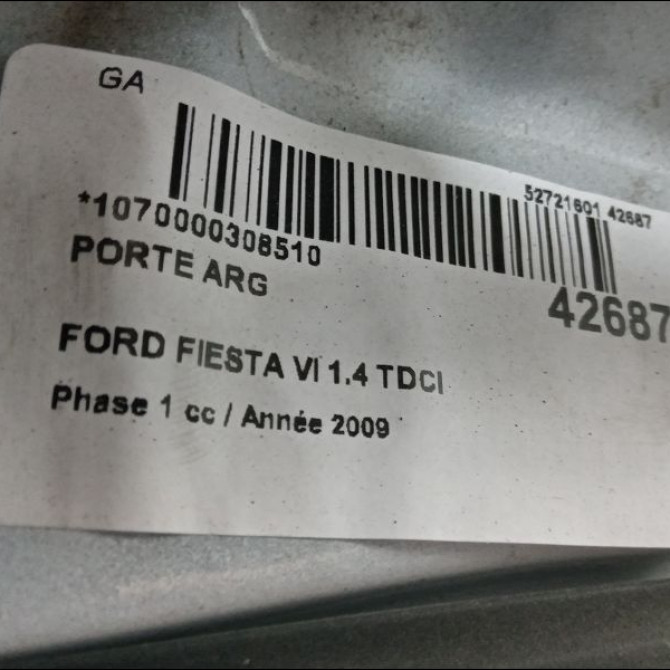 GA
52721601 42687
*1070000308510
42687
PORTE ARG
FORD FIESTA VI 1.4 TDCI
Phase 1 cc / Année 2009